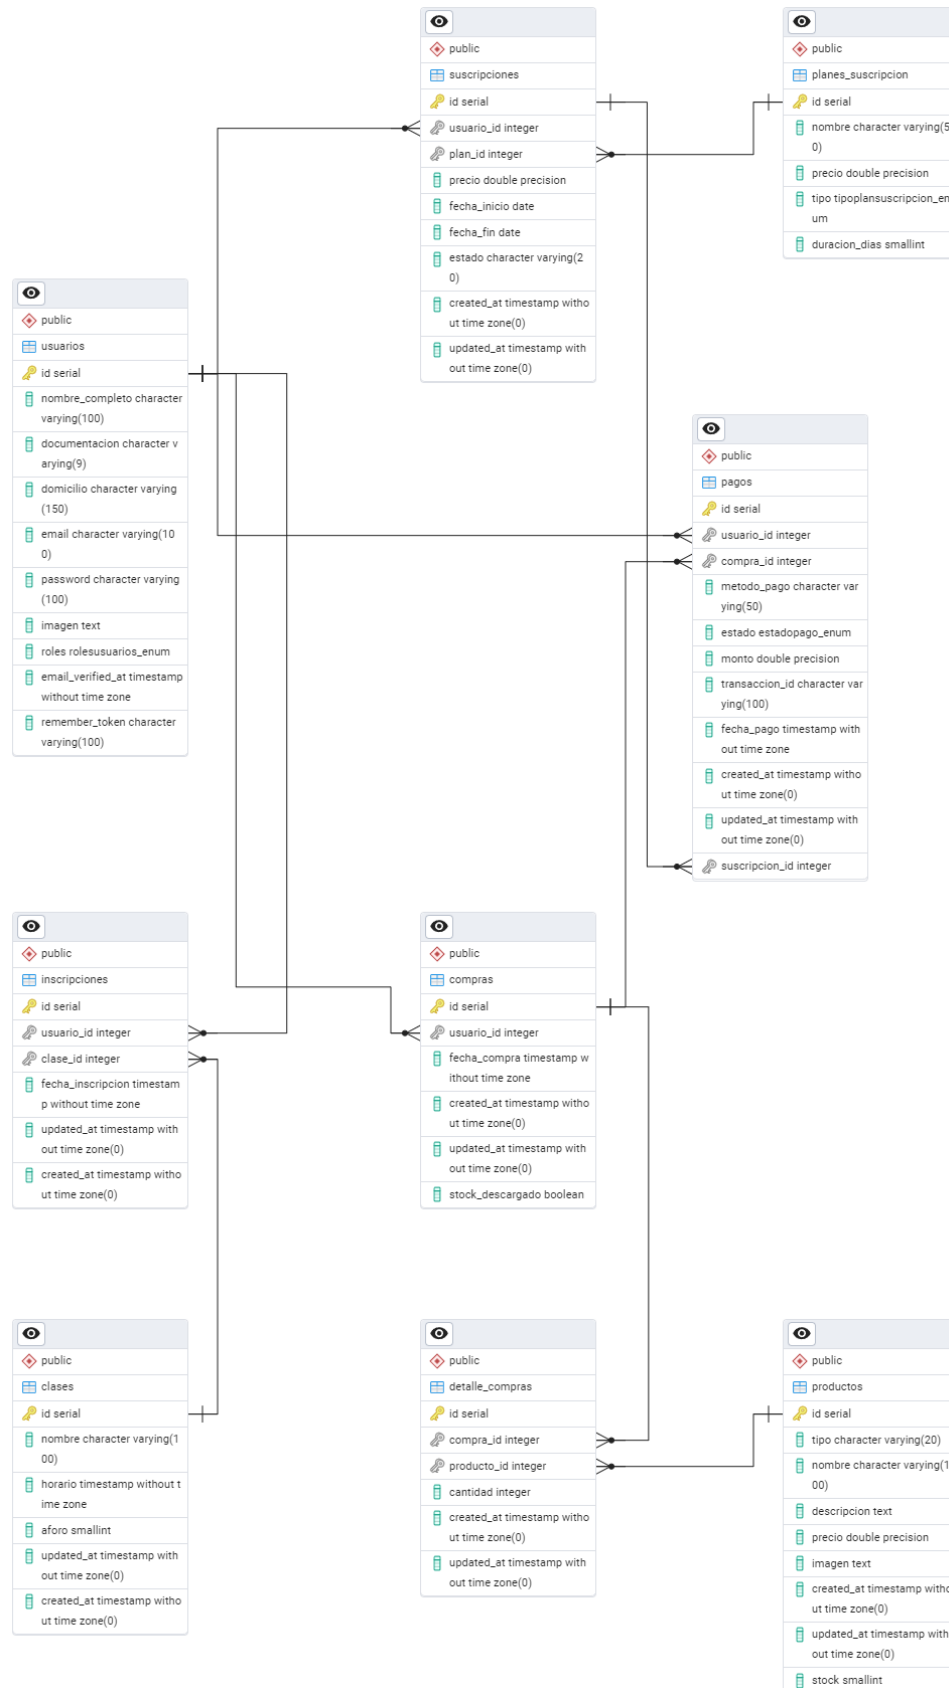 public
suscripciones
id serial
usuario_id integer
plan_id integer
precio double precision
fecha_inicio date
fecha_fin date
estado character varying(2
0)
created_at timestamp witho
ut time zone(0)
updated_at timestamp with
out time zone(0)
public
planes_suscripcion
id serial
nombre character varying(5
0)
precio double precision
tipo tipoplansuscripcion_en
um
duracion_dias smallint
public
usuarios
id serial
nombre_completo character
varying(100)
documentacion character v
arying(9)
domicilio character varying
(150)
email character varying(10
0)
password character varying
(100)
imagen text
roles rolesusuarios_enum
email_verified_at timestamp
without time zone
remember_token character
varying(100)
public
pagos
id serial
usuario_id integer
compra_id integer
metodo_pago character var
ying(50)
estado estadopago_enum
monto double precision
transaccion_id character var
ying(100)
fecha_pago timestamp with
out time zone
created_at timestamp witho
ut time zone(0)
updated_at timestamp with
out time zone(0)
suscripcion_id integer
public
inscripciones
id serial
usuario_id integer
clase_id integer
fecha_inscripcion timestam
p without time zone
updated_at timestamp with
out time zone(0)
created_at timestamp witho
ut time zone(0)
public
compras
id serial
usuario_id integer
fecha_compra timestamp w
ithout time zone
created_at timestamp witho
ut time zone(0)
updated_at timestamp with
out time zone(0)
stock_descargado boolean
public
clases
id serial
nombre character varying(1
00)
horario timestamp without t
ime zone
aforo smallint
updated_at timestamp with
out time zone(0)
created_at timestamp witho
ut time zone(0)
public
detalle_compras
id serial
compra_id integer
producto_id integer
cantidad integer
created_at timestamp witho
ut time zone(0)
updated_at timestamp with
out time zone(0)
public
productos
id serial
tipo character varying(20)
nombre character varying(1
00)
descripcion text
precio double precision
imagen text
created_at timestamp witho
ut time zone(0)
updated_at timestamp with
out time zone(0)
stock smallint